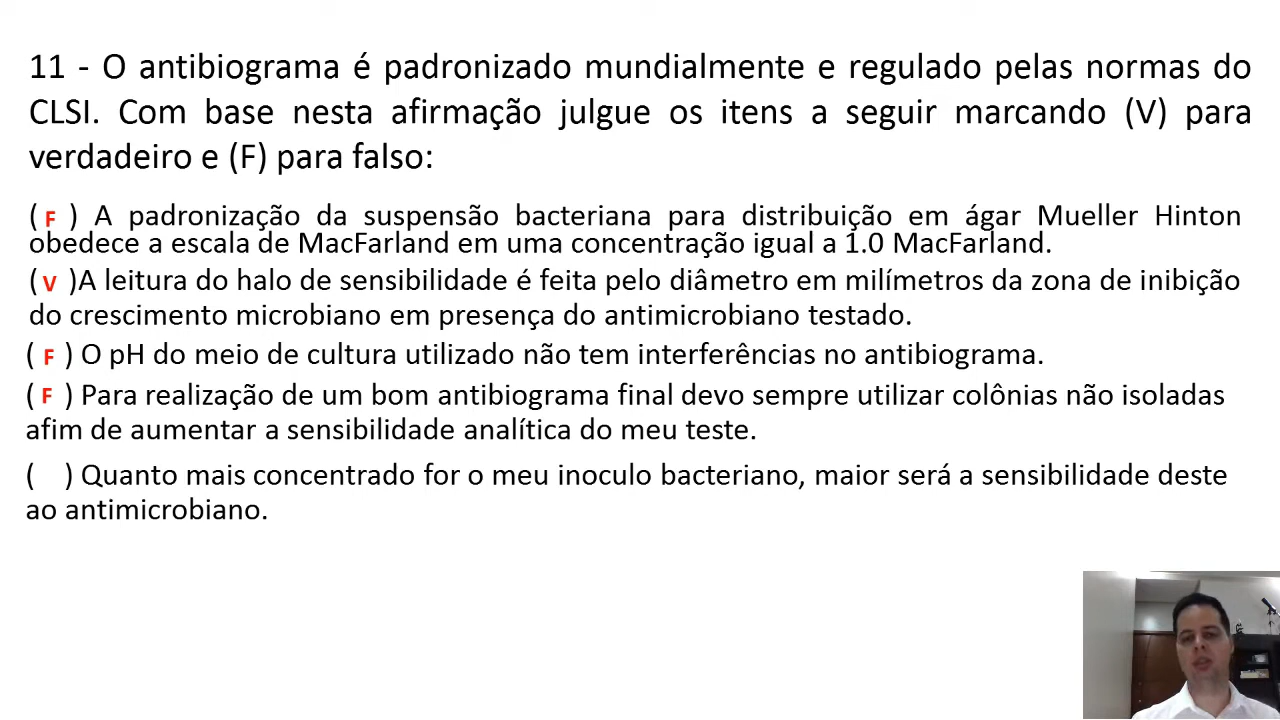 11 - O antibiograma é padronizado mundialmente e regulado pelas normas do
CLSI. Com base nesta afirmação julgue os itens a seguir marcando (V) para
verdadeiro e (F) para falso:
( F ) A padronização da suspensão bacteriana para distribuição em ágar Mueller Hinton
obedece a escala de MacFarland em uma concentração igual a 1.0 MacFarland.
( V )A leitura do halo de sensibilidade é feita pelo diâmetro em milímetros da zona de inibição
do crescimento microbiano em presença do antimicrobiano testado.
( F ) O pH do meio de cultura utilizado não tem interferências no antibiograma.
( F ) Para realização de um bom antibiograma final devo sempre utilizar colônias não isoladas
afim de aumentar a sensibilidade analítica do meu teste.
( ) Quanto mais concentrado for o meu inoculo bacteriano, maior será a sensibilidade deste
ao antimicrobiano.